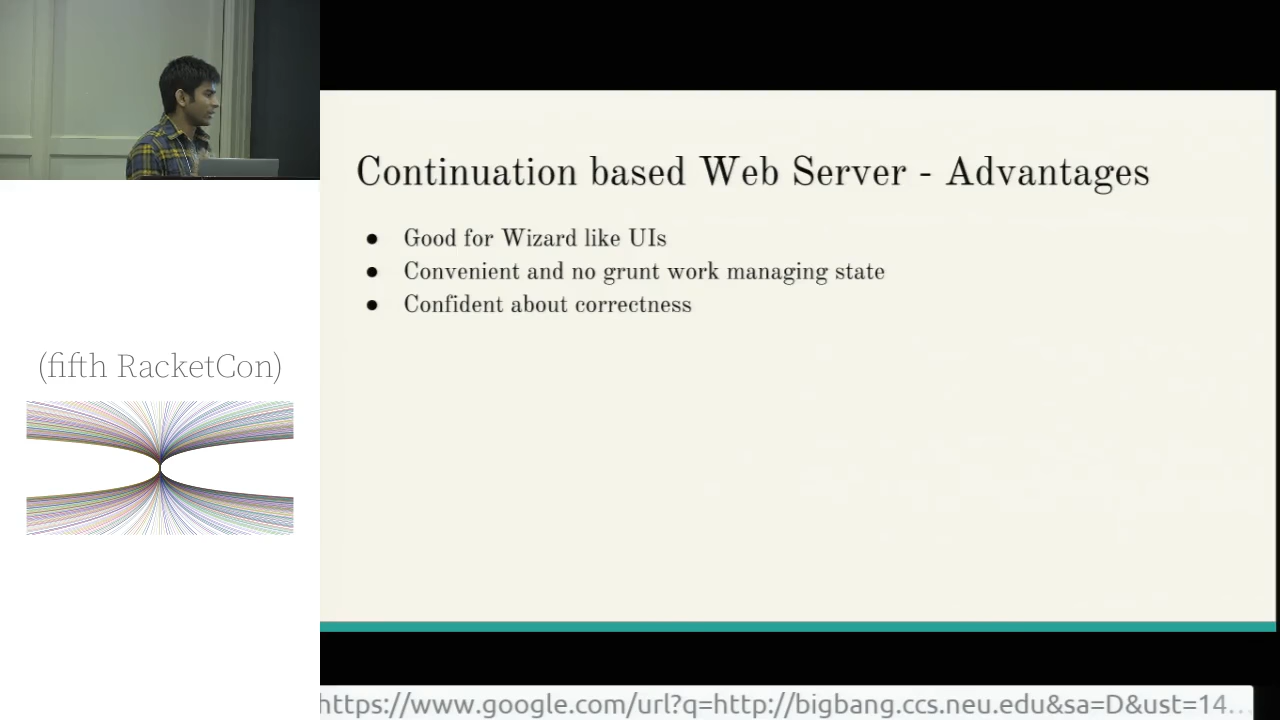 Continuation based Web Server - Advantages
● Good for Wizard like UIs
● Convenient and no grunt work managing state
● Confident about correctness
(fifth RacketCon)
https://www.google.com/url?q=http://bigbang.ccs.neu.edu&sa=D&ust=14...